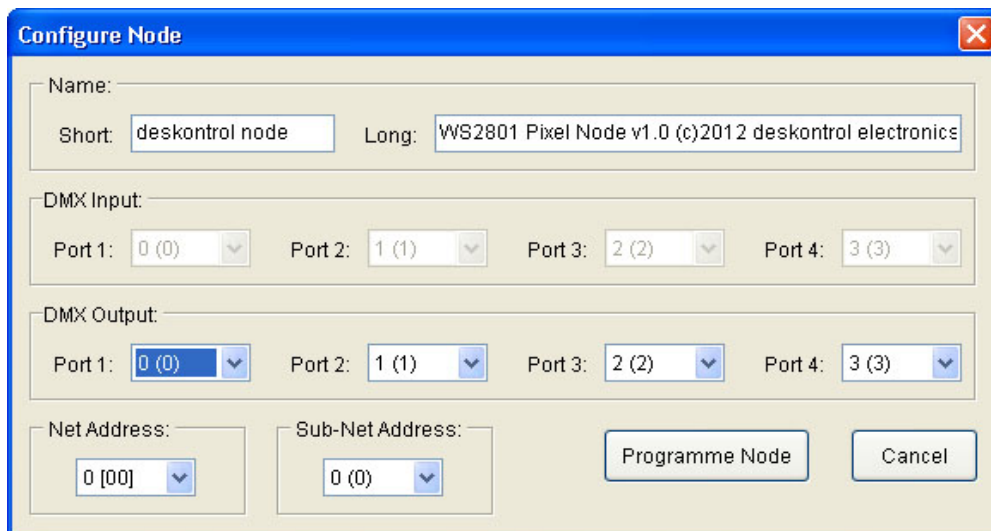 Configure Node
Name:
Short: deskontrol node Long: WS2801 Pixel Node v1.0 (c)2012 deskontrol electronics
DMX Input:
Port 1: 0 (0) Port 2: 1 (1) Port 3: 2 (2) Port 4: 3 (3)
DMX Output:
Port 1: 0 (0) Port 2: 1 (1) Port 3: 2 (2) Port 4: 3 (3)
Net Address: Sub-Net Address:
0 [00] 0 (0) Programme Node Cancel